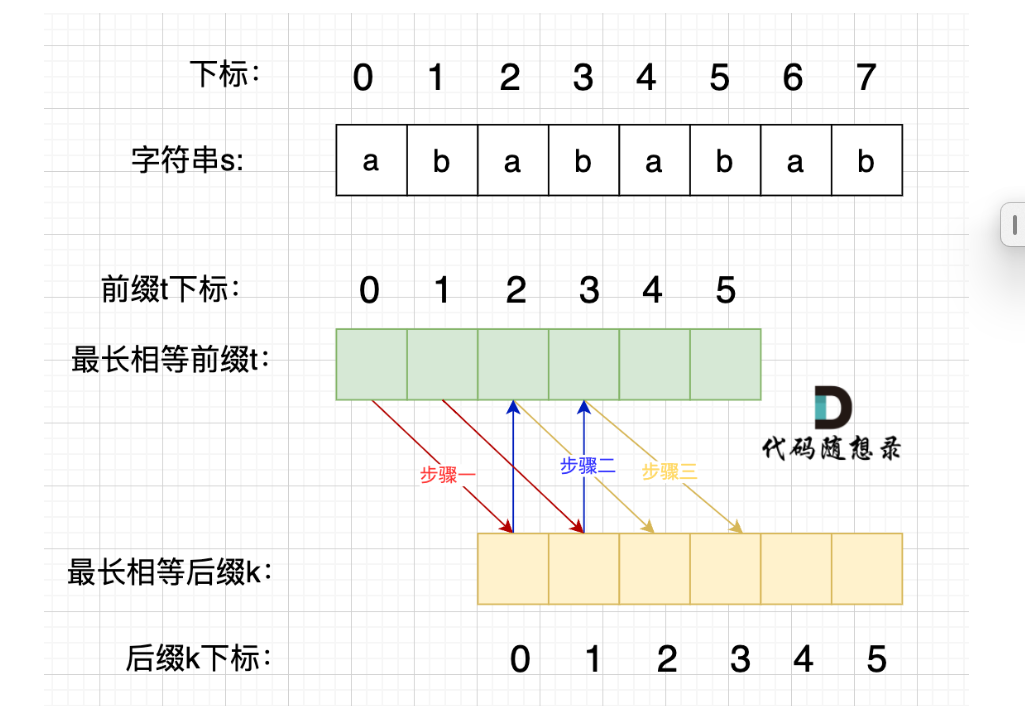 下标： 0 1 2 3 4 5 6 7
字符串s: a b a b a b a b
前缀t下标： 0 1 2 3 4 5
最长相等前缀t:
代码随想录
步骤一 步骤二 步骤三
最长相等后缀k:
后缀k下标： 0 1 2 3 4 5